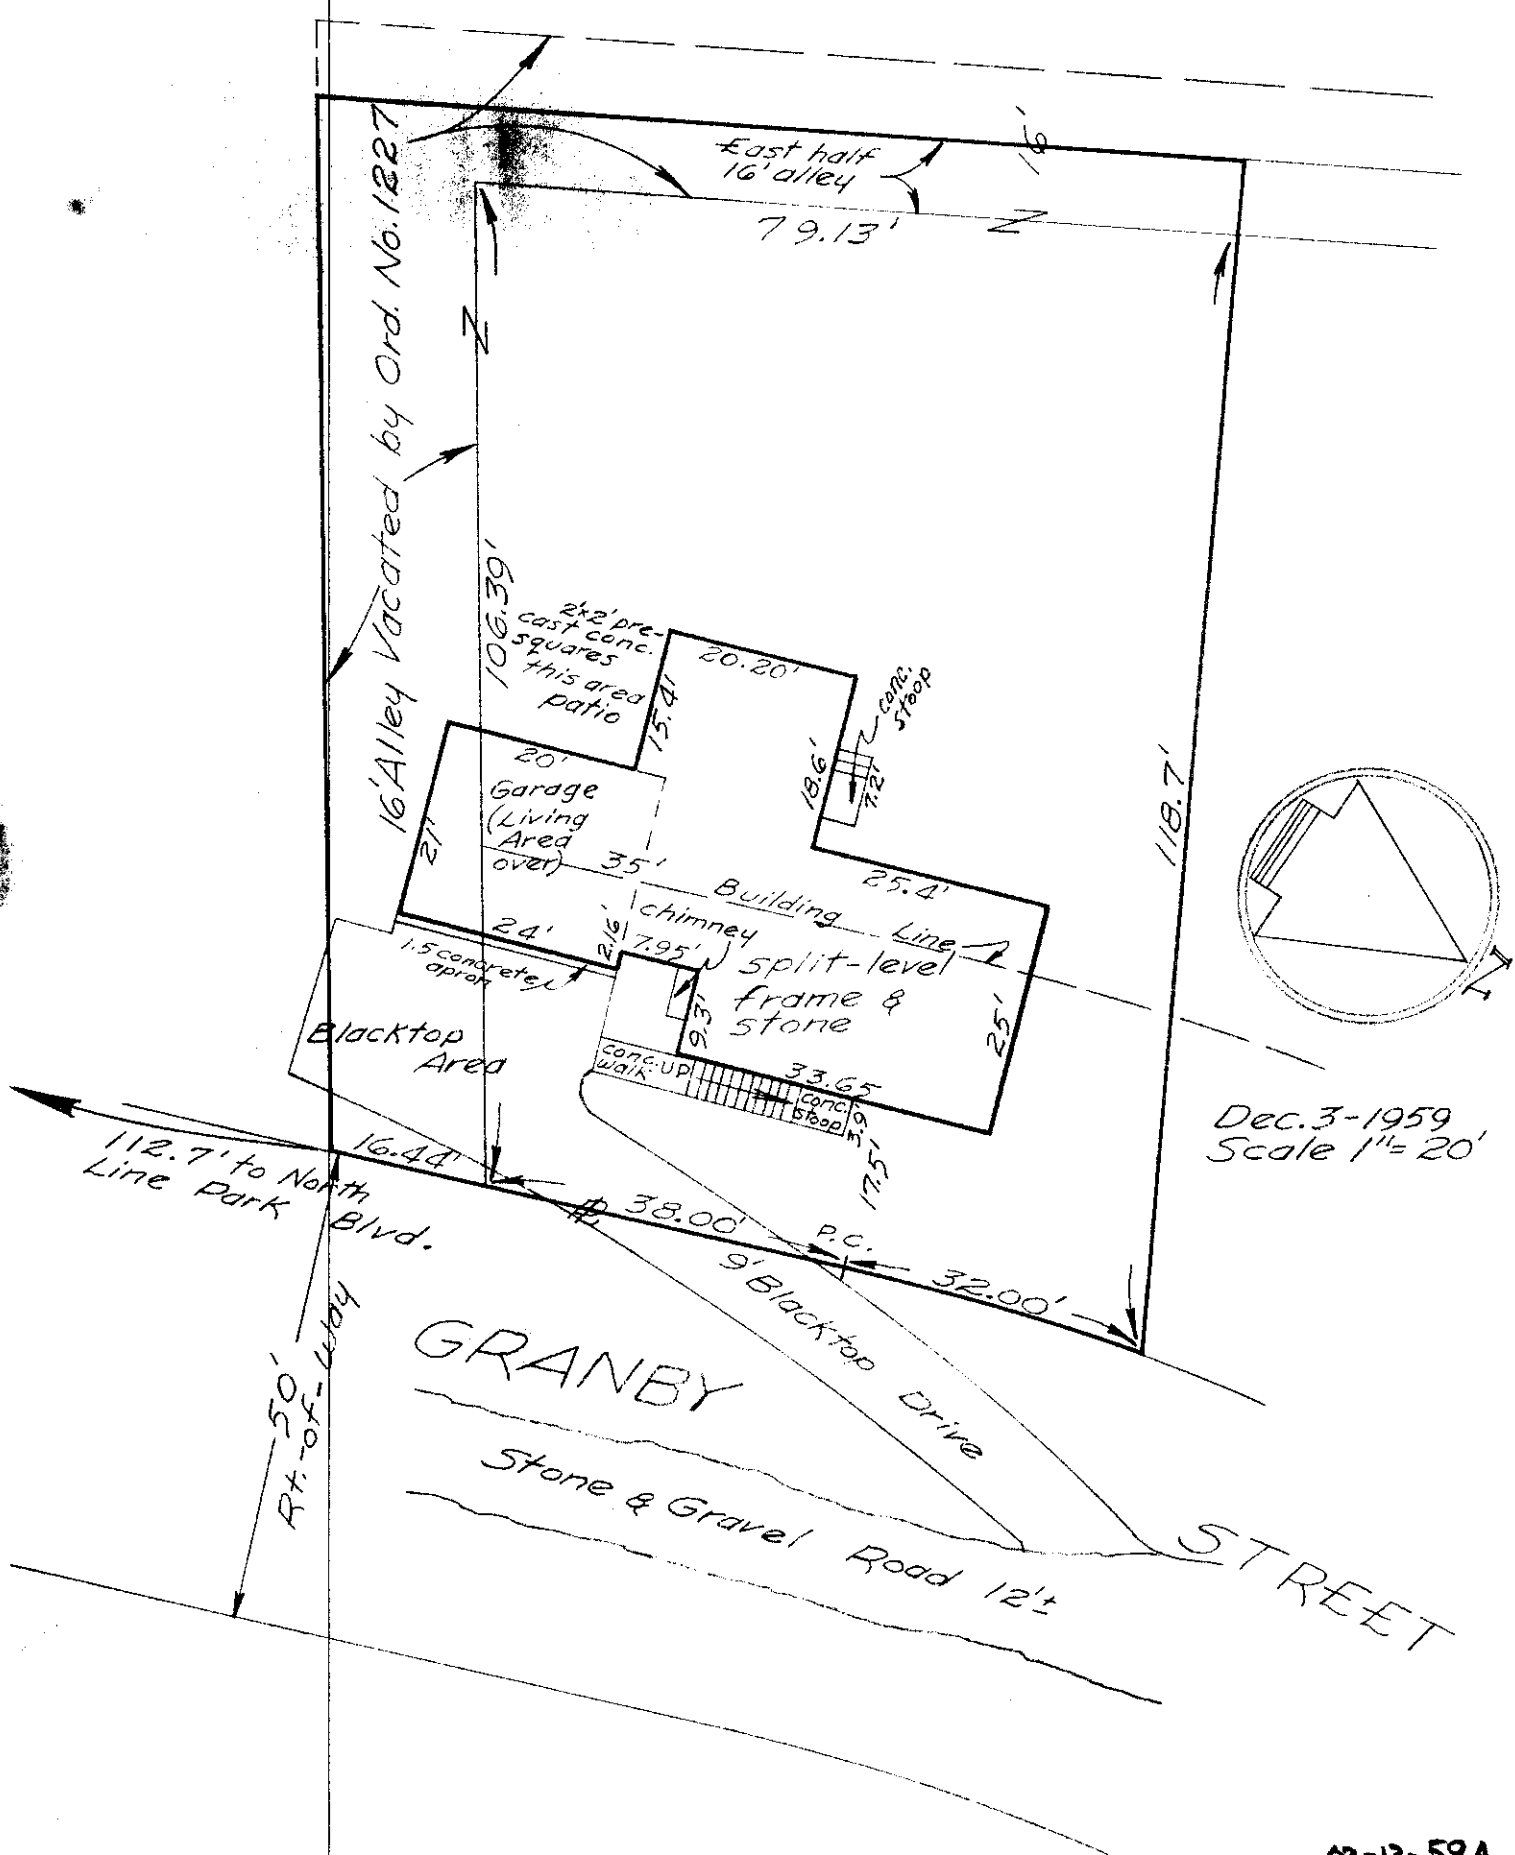 16'
East half
16' alley
79.13'
Z
Z
16' Alley Vacated by Ord. No. 1227
106.39'
2'x2' pre-
cast conc.
squares
this area
patio
20.20'
15.4'
conc.
stoop
18.6'
7.2'
118.7'
20'
Garage
(Living
Area
over)
21'
35'
Building Line
25.4'
24'
2.16'
chimney
7.95'
1.5 concrete
apron
split-level
frame &
stone
9.3'
25'
Blacktop
Area
conc.
walk
UP
33.65
conc.
stoop
3.9'
17.5'
Dec. 3-1959
Scale 1"= 20'
112.7' to North
Line Park Blvd.
16.44'
38.00'
P.C.
32.00'
9' Blacktop Drive
50'
Rt.-of-way
GRANBY STREET
Stone & Gravel Road 12'±